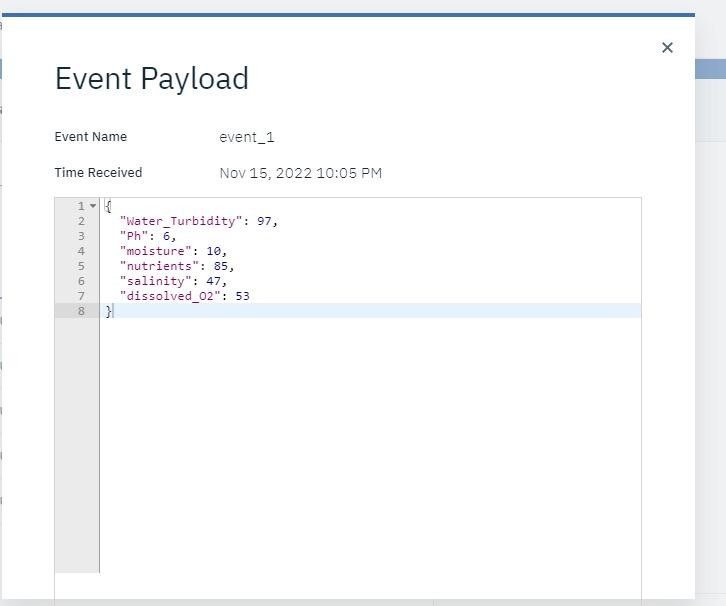 Event Payload
Event Name event_1
Time Received Nov 15, 2022 10:05 PM
1 {
2 "Water_Turbidity": 97,
3 "Ph": 6,
4 "moisture": 10,
5 "nutrients": 85,
6 "salinity": 47,
7 "dissolved_O2": 53
8 }